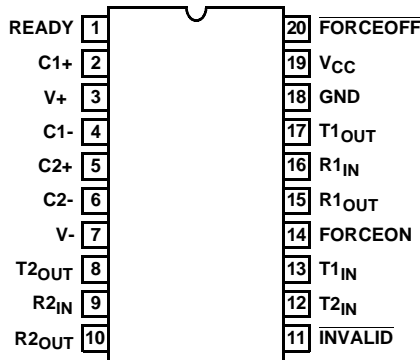 READY 1 20 FORCEOFF
C1+ 2 19 VCC
V+ 3 18 GND
C1- 4 17 T1OUT
C2+ 5 16 R1IN
C2- 6 15 R1OUT
V- 7 14 FORCEON
T2OUT 8 13 T1IN
R2IN 9 12 T2IN
R2OUT 10 11 INVALID